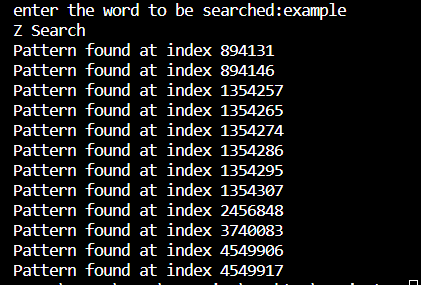 enter the word to be searched:example
Z Search
Pattern found at index 894131
Pattern found at index 894146
Pattern found at index 1354257
Pattern found at index 1354265
Pattern found at index 1354274
Pattern found at index 1354286
Pattern found at index 1354295
Pattern found at index 1354307
Pattern found at index 2456848
Pattern found at index 3740083
Pattern found at index 4549906
Pattern found at index 4549917